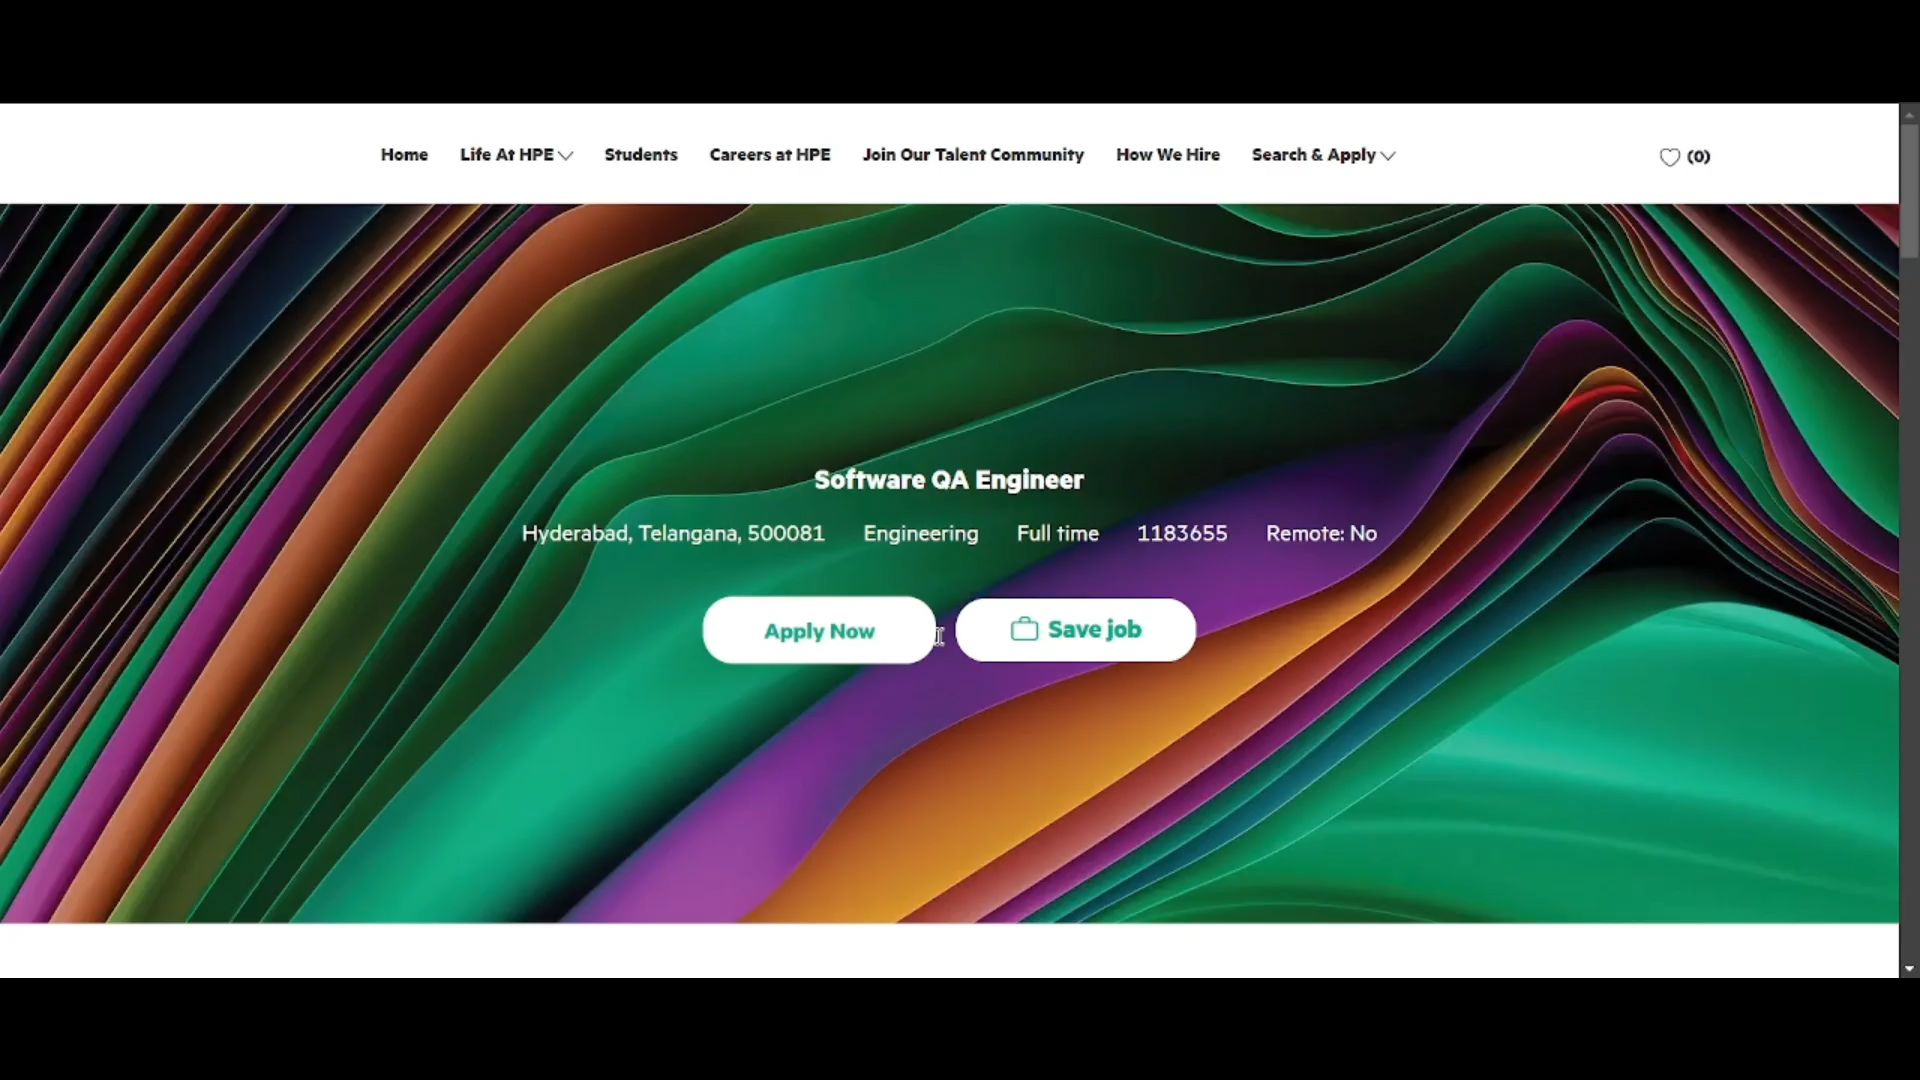 Home Life At HPE Students Careers at HPE Join Our Talent Community How We Hire Search & Apply (0)
Software QA Engineer
Hyderabad, Telangana, 500081 Engineering Full time 1183655 Remote: No
Apply Now Save job